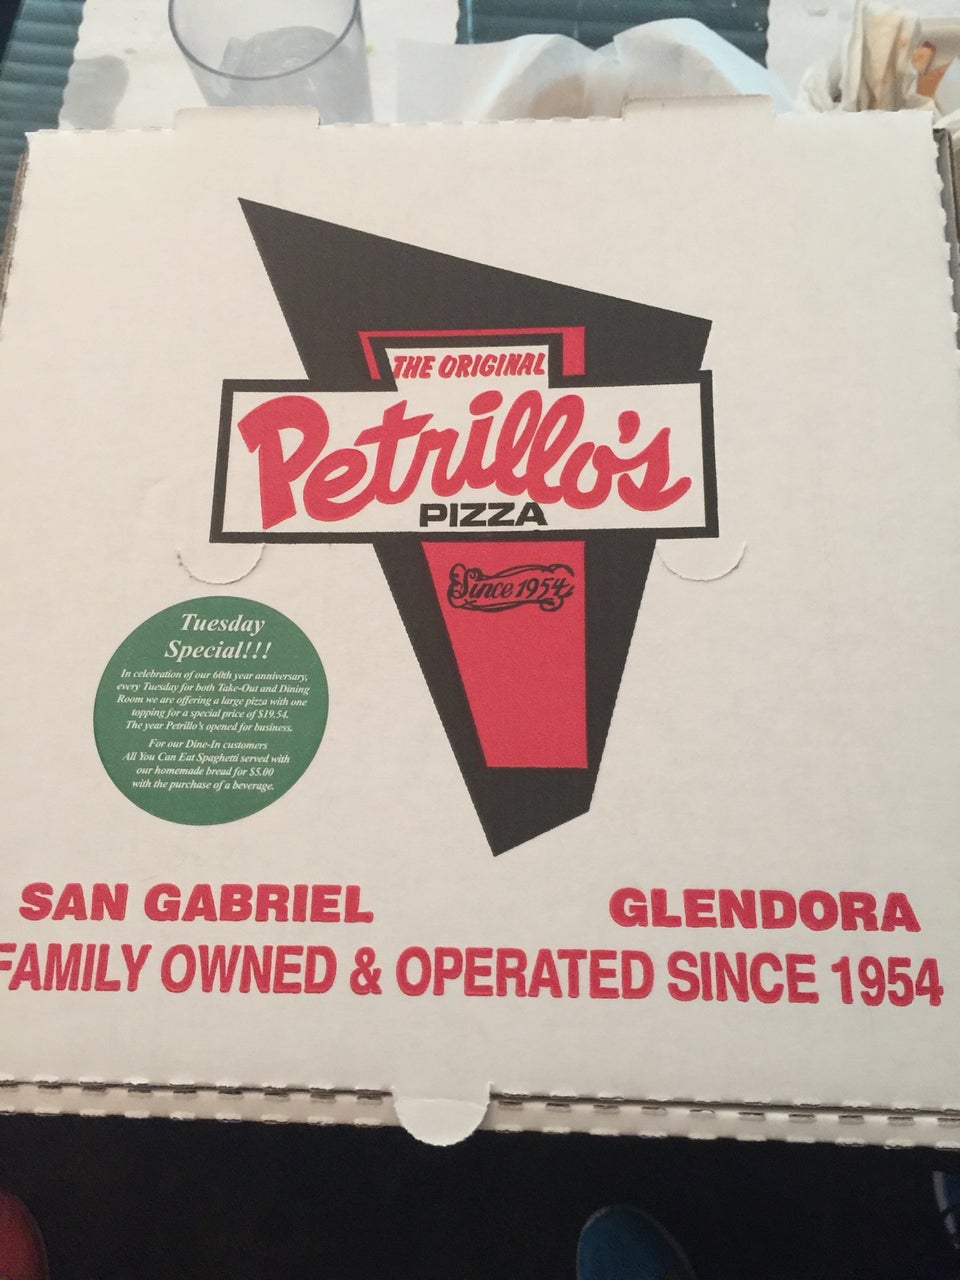 THE ORIGINAL
Petrillo's
PIZZA
Since 1954
Tuesday
Special!!!
In celebration of our 60th year anniversary,
every Tuesday for both Take-Out and Dining
Room we are offering a large pizza with one
topping for a special price of $19.54.
The year Petrillo's opened for business.
For our Dine-In customers
All You Can Eat Spaghetti served with
our homemade bread for $5.00
with the purchase of a beverage.
SAN GABRIEL GLENDORA
FAMILY OWNED & OPERATED SINCE 1954